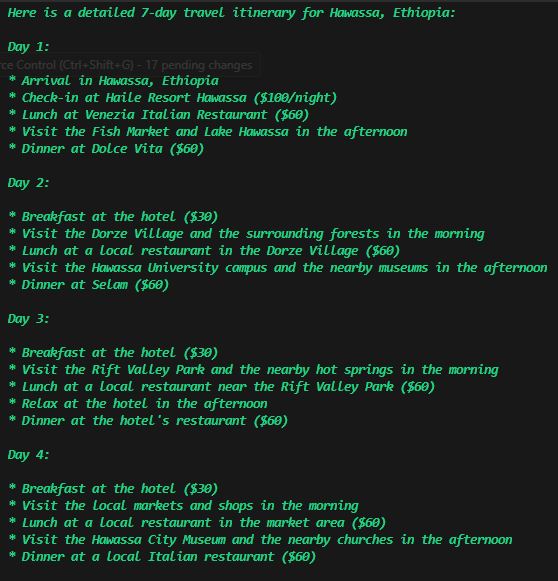 Here is a detailed 7-day travel itinerary for Hawassa, Ethiopia:
Day 1:
rce Control (Ctrl+Shift+G) - 17 pending changes
* Arrival in Hawassa, Ethiopia
* Check-in at Haile Resort Hawassa ($100/night)
* Lunch at Venezia Italian Restaurant ($60)
* Visit the Fish Market and Lake Hawassa in the afternoon
* Dinner at Dolce Vita ($60)
Day 2:
* Breakfast at the hotel ($30)
* Visit the Dorze Village and the surrounding forests in the morning
* Lunch at a local restaurant in the Dorze Village ($60)
* Visit the Hawassa University campus and the nearby museums in the afternoon
* Dinner at Selam ($60)
Day 3:
* Breakfast at the hotel ($30)
* Visit the Rift Valley Park and the nearby hot springs in the morning
* Lunch at a local restaurant near the Rift Valley Park ($60)
* Relax at the hotel in the afternoon
* Dinner at the hotel's restaurant ($60)
Day 4:
* Breakfast at the hotel ($30)
* Visit the local markets and shops in the morning
* Lunch at a local restaurant in the market area ($60)
* Visit the Hawassa City Museum and the nearby churches in the afternoon
* Dinner at a local Italian restaurant ($60)